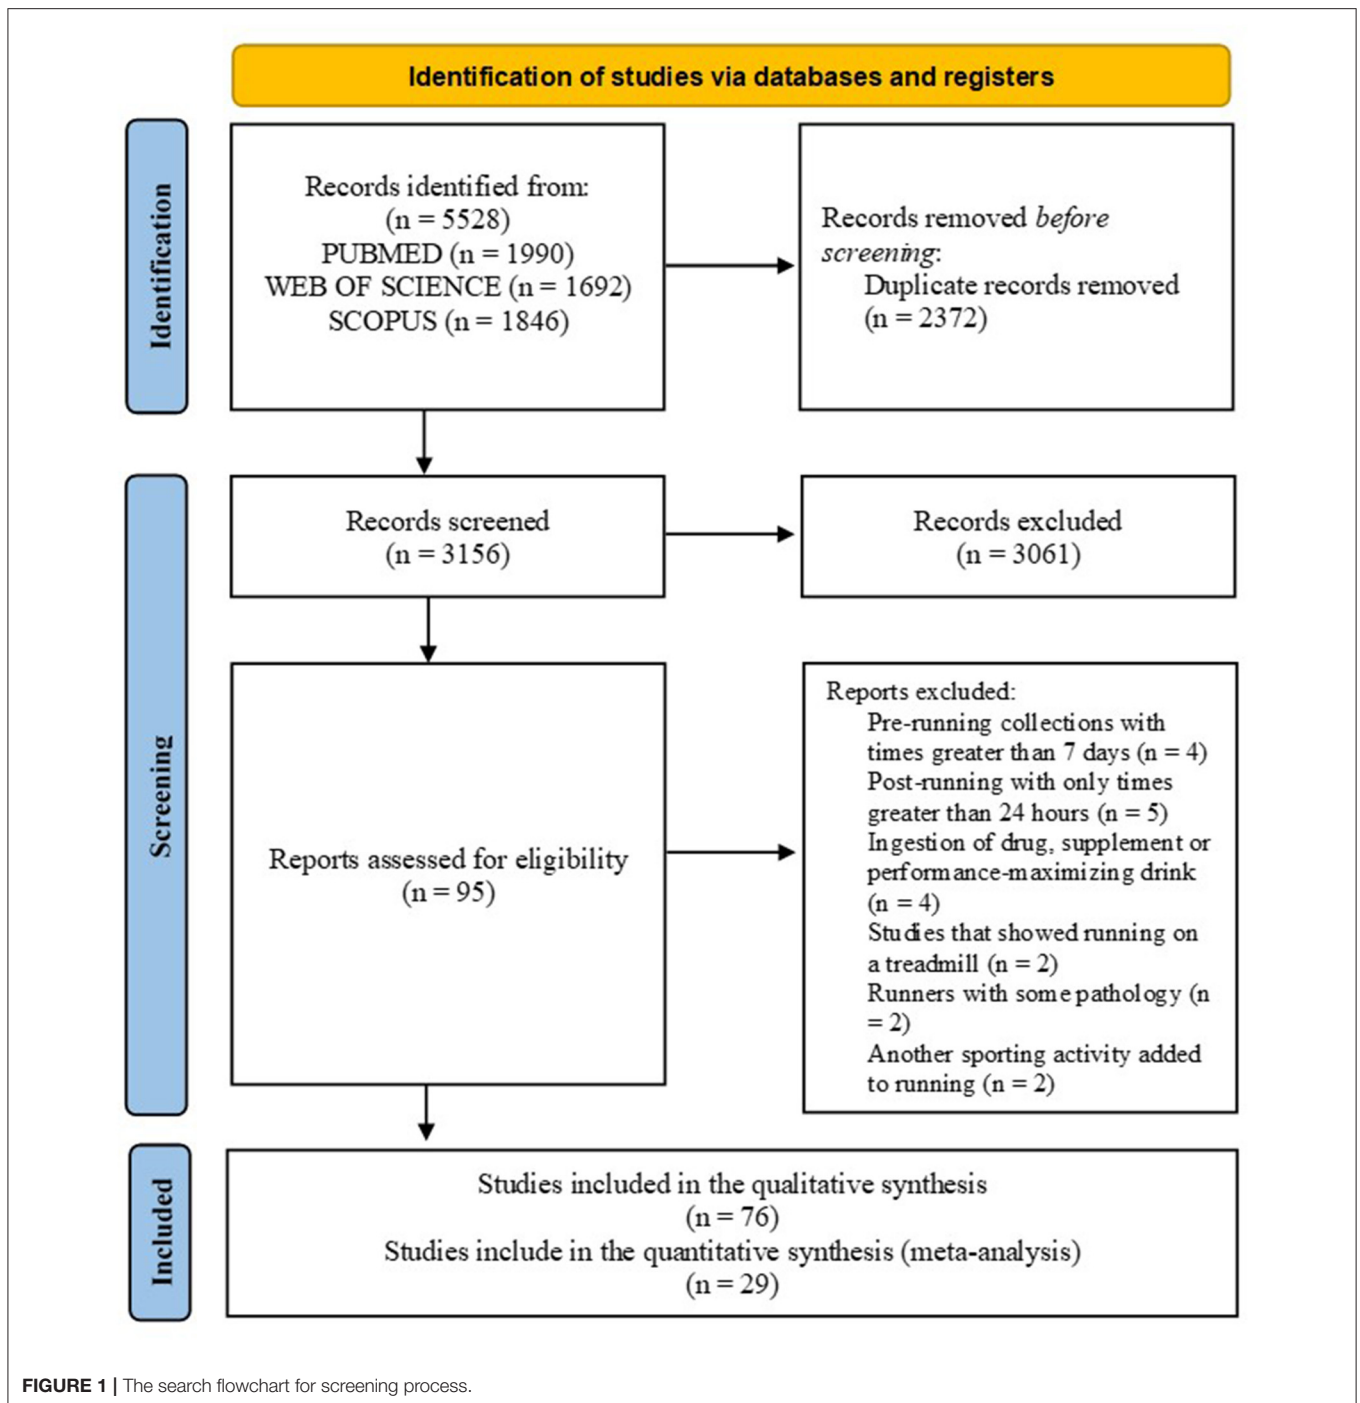 Identification of studies via databases and registers
Identification
Records identified from:
(n = 5528)
PUBMED (n = 1990)
WEB OF SCIENCE (n = 1692)
SCOPUS (n = 1846)
Records removed before
screening:
Duplicate records removed
(n = 2372)
Screening
Records screened
(n = 3156)
Records excluded
(n = 3061)
Reports assessed for eligibility
(n = 95)
Reports excluded:
Pre-running collections with
times greater than 7 days (n = 4)
Post-running with only times
greater than 24 hours (n = 5)
Ingestion of drug, supplement or
performance-maximizing drink
(n = 4)
Studies that showed running on
a treadmill (n = 2)
Runners with some pathology (n
= 2)
Another sporting activity added
to running (n = 2)
Included
Studies included in the qualitative synthesis
(n = 76)
Studies include in the quantitative synthesis (meta-analysis)
(n = 29)
FIGURE 1 | The search flowchart for screening process.